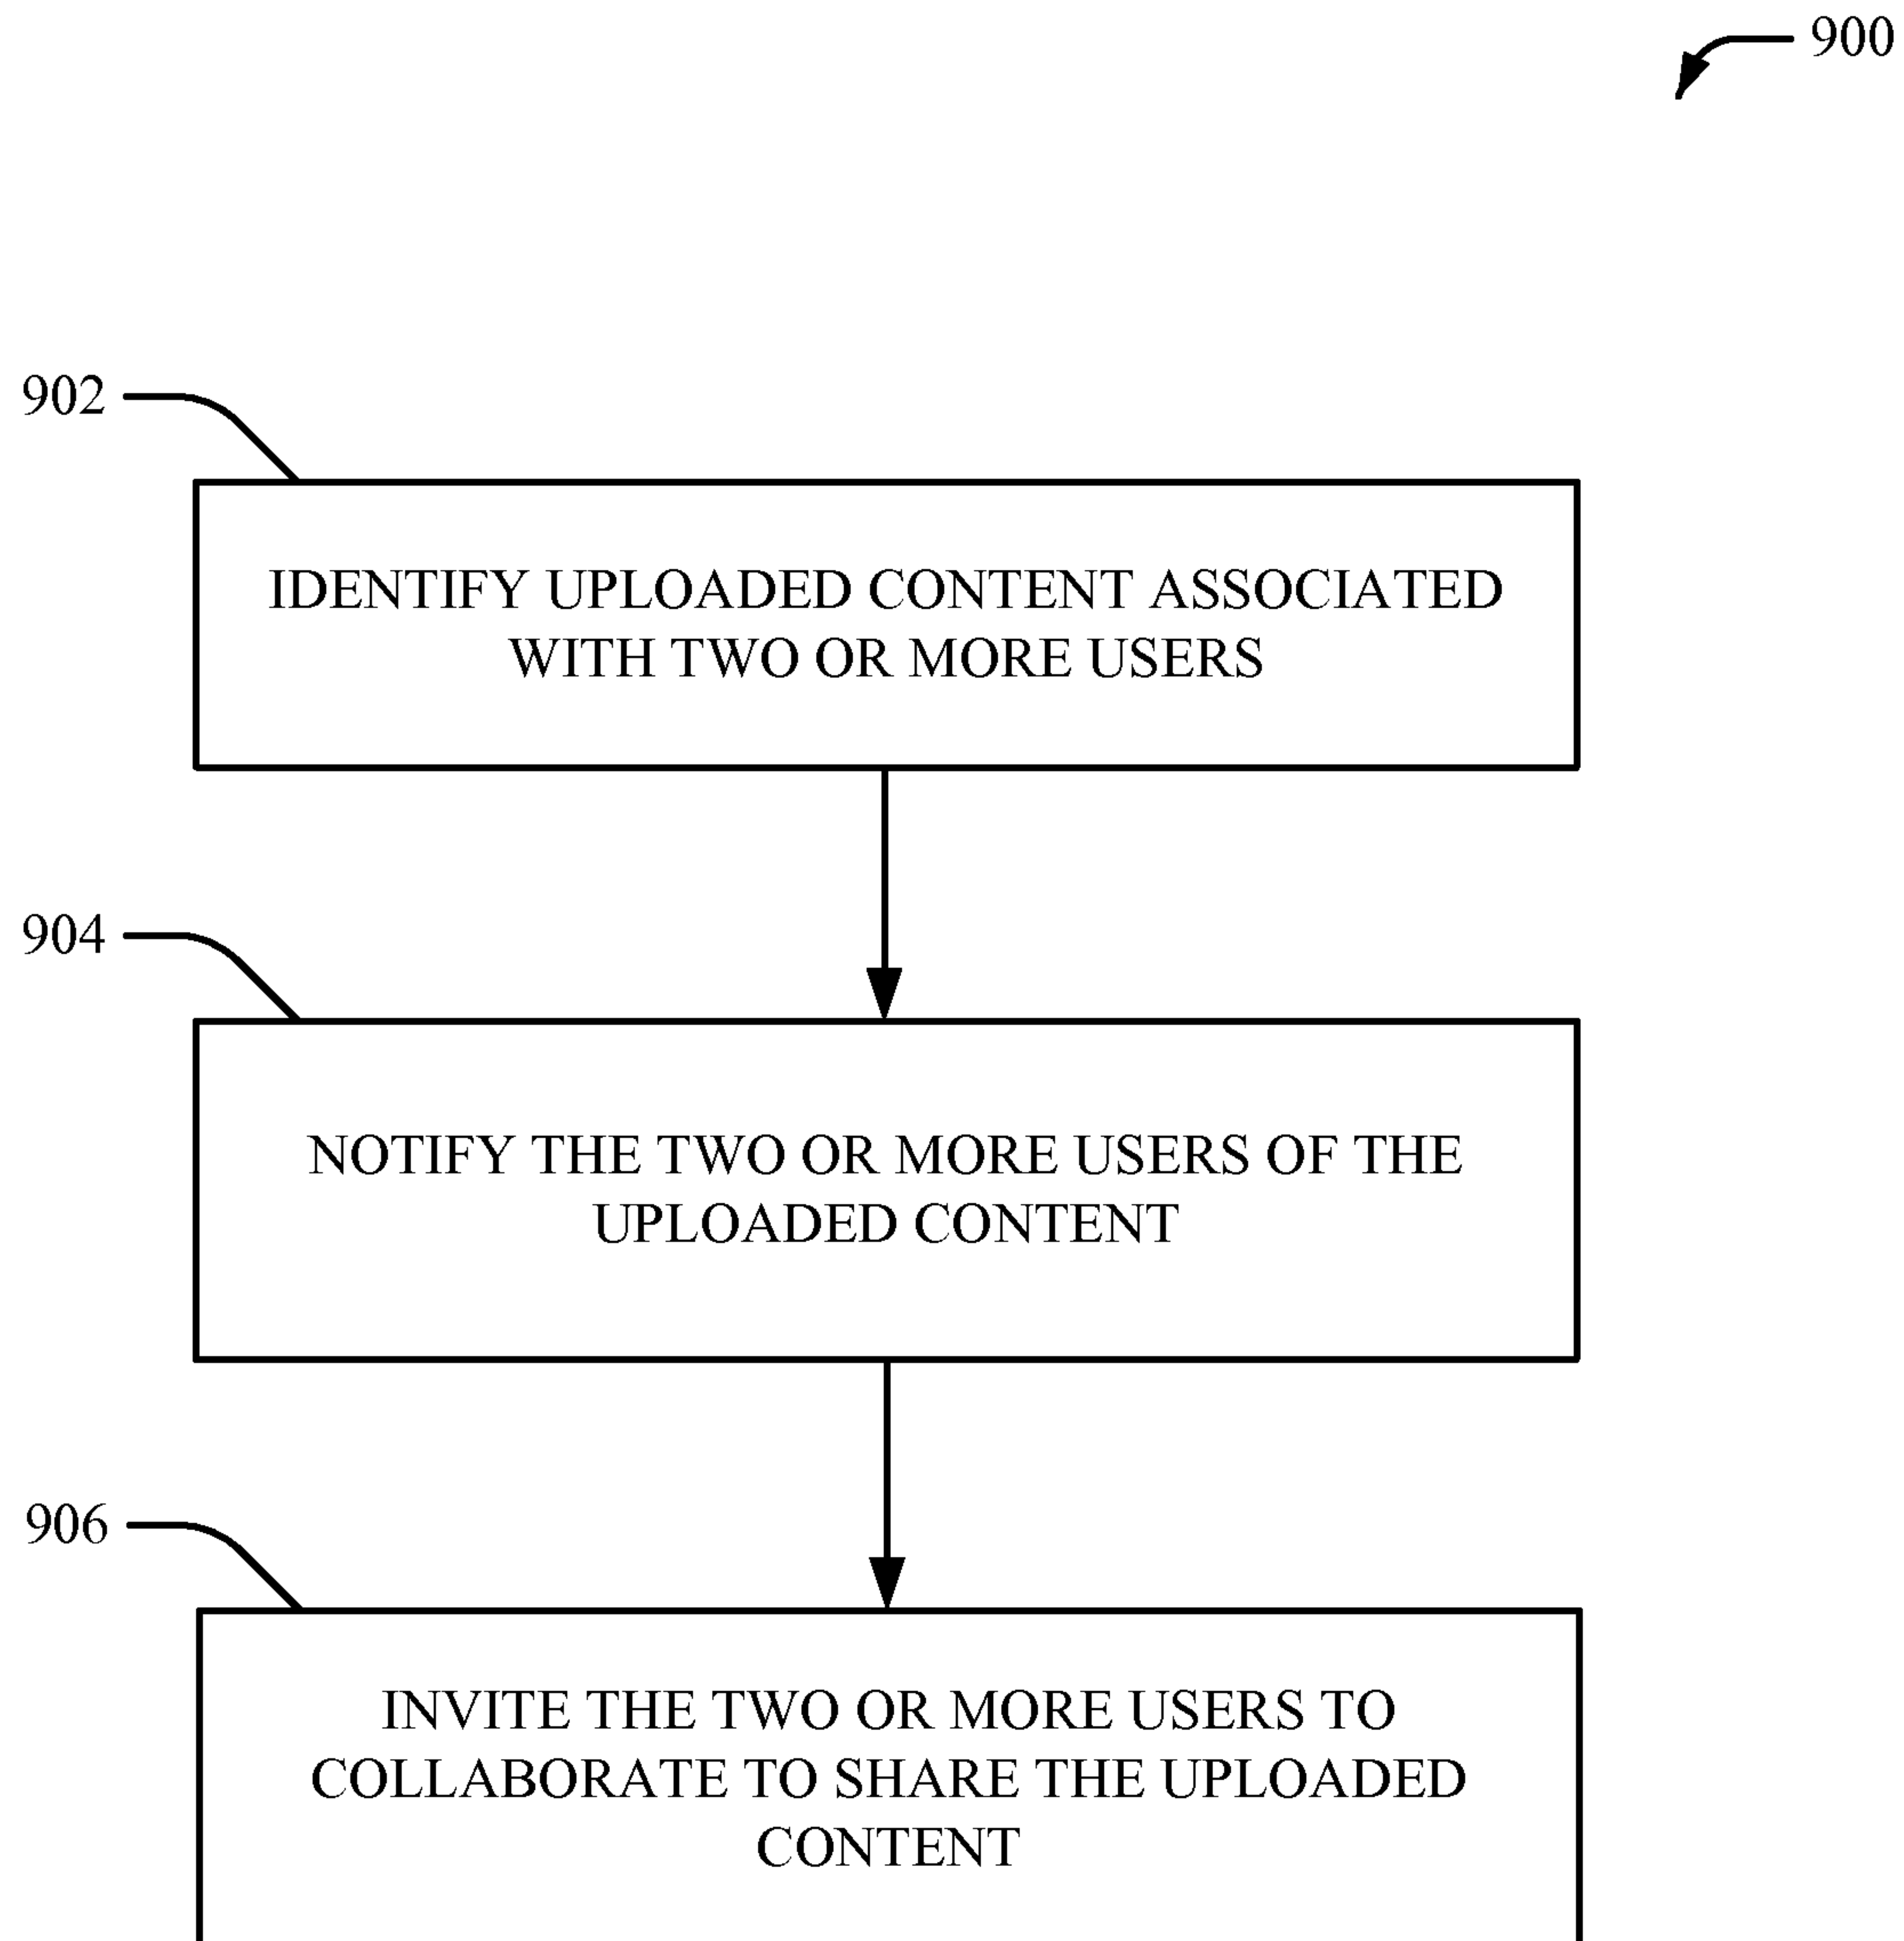 900
902
IDENTIFY UPLOADED CONTENT ASSOCIATED
WITH TWO OR MORE USERS
904
NOTIFY THE TWO OR MORE USERS OF THE
UPLOADED CONTENT
906
INVITE THE TWO OR MORE USERS TO
COLLABORATE TO SHARE THE UPLOADED
CONTENT